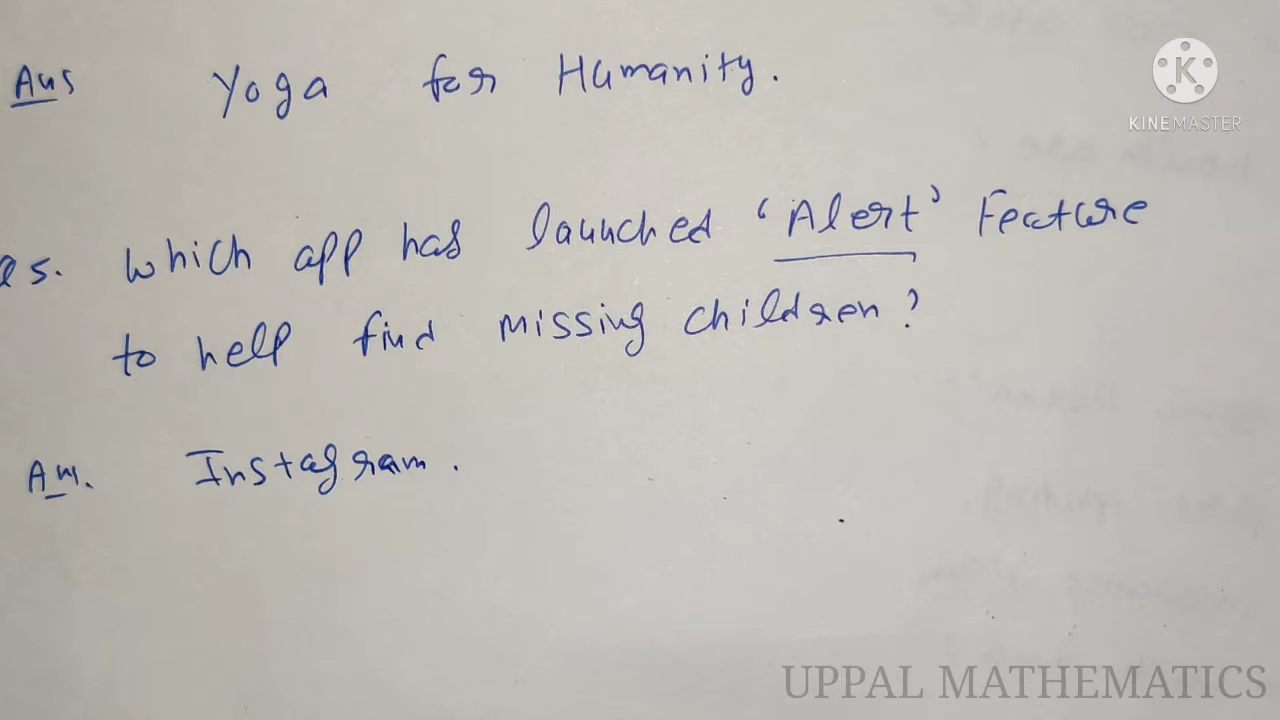 Ans Yoga for Humanity.
K
KINEMASTER
Q5. Which app has launched 'Alert' Feature
to help find missing children?
Ans. Instagram.
UPPAL MATHEMATICS